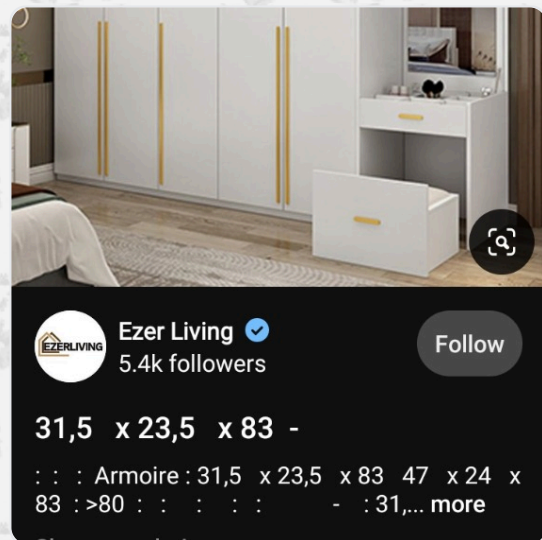 EZERLIVING
Ezer Living
5.4k followers
Follow
31,5 x 23,5 x 83 -
: : : Armoire : 31,5 x 23,5 x 83 47 x 24 x
83 : >80 : : : : : - : 31,... more